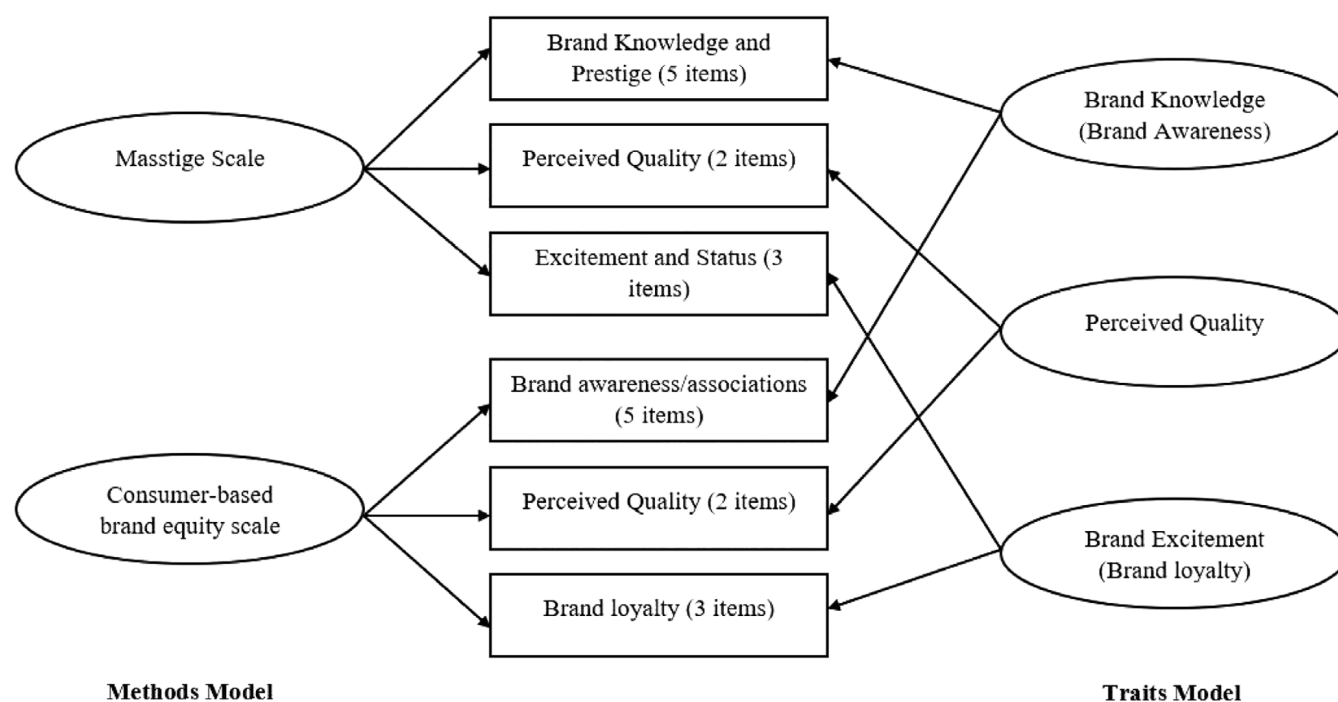 Masstige Scale
Consumer-based
brand equity scale
Methods Model
Brand Knowledge and
Prestige (5 items)
Perceived Quality (2 items)
Excitement and Status (3
items)
Brand awareness/associations
(5 items)
Perceived Quality (2 items)
Brand loyalty (3 items)
Brand Knowledge
(Brand Awareness)
Perceived Quality
Brand Excitement
(Brand loyalty)
Traits Model